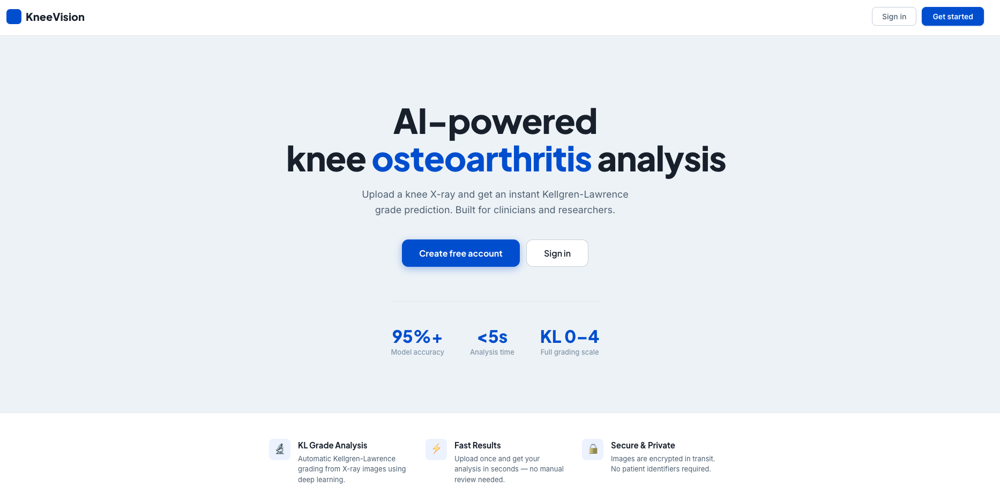 KneeVision
Sign in
Get started
AI-powered
knee osteoarthritis analysis
Upload a knee X-ray and get an instant Kellgren-Lawrence
grade prediction. Built for clinicians and researchers.
Create free account
Sign in
95%+
Model accuracy
<5s
Analysis time
KL 0–4
Full grading scale
KL Grade Analysis
Automatic Kellgren-Lawrence
grading from X-ray images using
deep learning.
Fast Results
Upload once and get your
analysis in seconds — no manual
review needed.
Secure & Private
Images are encrypted in transit.
No patient identifiers required.